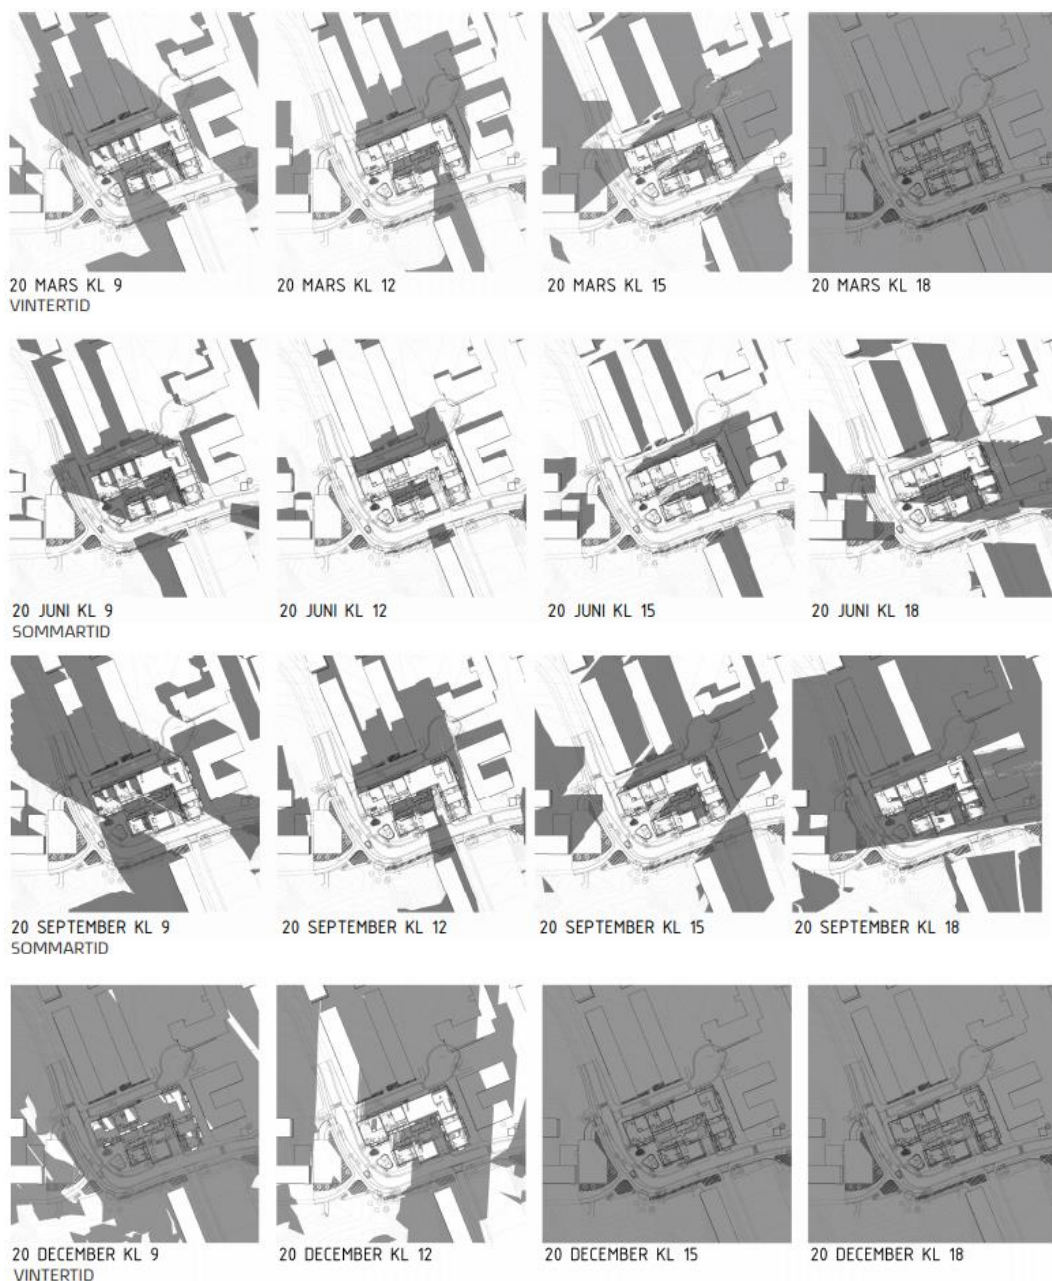 20 MARS KL 9
VINTERTID
20 MARS KL 12
20 MARS KL 15
20 MARS KL 18
20 JUNI KL 9
SOMMARTID
20 JUNI KL 12
20 JUNI KL 15
20 JUNI KL 18
20 SEPTEMBER KL 9
SOMMARTID
20 SEPTEMBER KL 12
20 SEPTEMBER KL 15
20 SEPTEMBER KL 18
20 DECEMBER KL 9
VINTERTID
20 DECEMBER KL 12
20 DECEMBER KL 15
20 DECEMBER KL 18